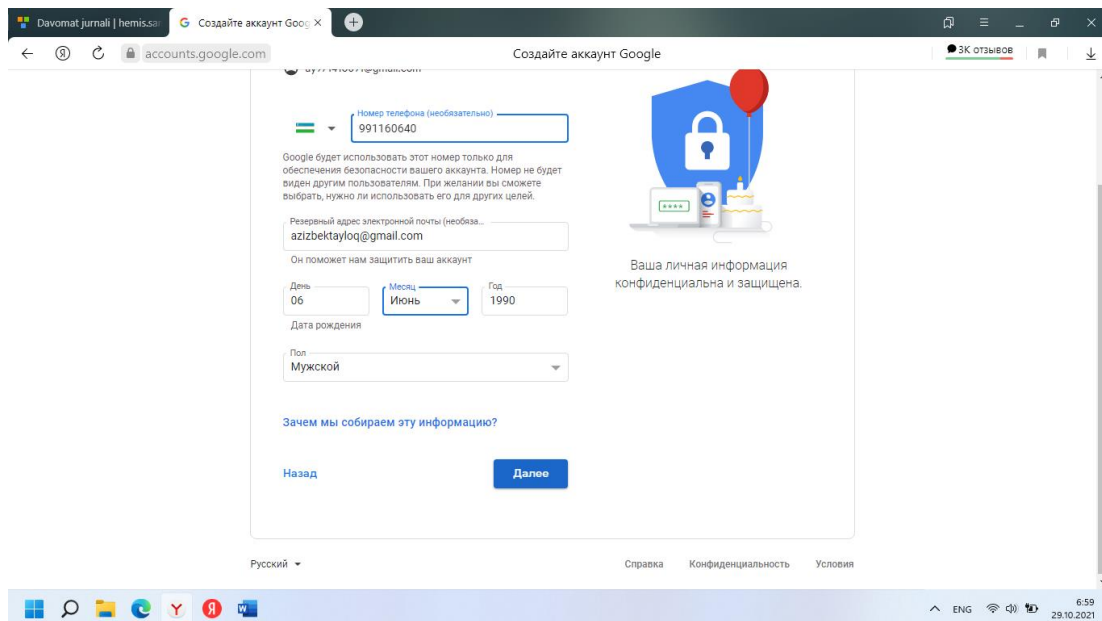 Davomat jurnali | hemis.sa
Создайте аккаунт Goog
accounts.google.com
Создайте аккаунт Google
3K отзывов
Номер телефона (необязательно)
991160640
Google будет использовать этот номер только для
обеспечения безопасности вашего аккаунта. Номер не будет
виден другим пользователям. При желании вы сможете
выбрать, нужно ли использовать его для других целей.
Резервный адрес электронной почты (необяза...
azizbektayloq@gmail.com
Он поможет нам защитить ваш аккаунт
День
Месяц
Год
06
Июнь
1990
Дата рождения
Пол
Мужской
Ваша личная информация
конфиденциальна и защищена.
Зачем мы собираем эту информацию?
Назад
Далее
Русский
Справка
Конфиденциальность
Условия
ENG
6:59
29.10.2021